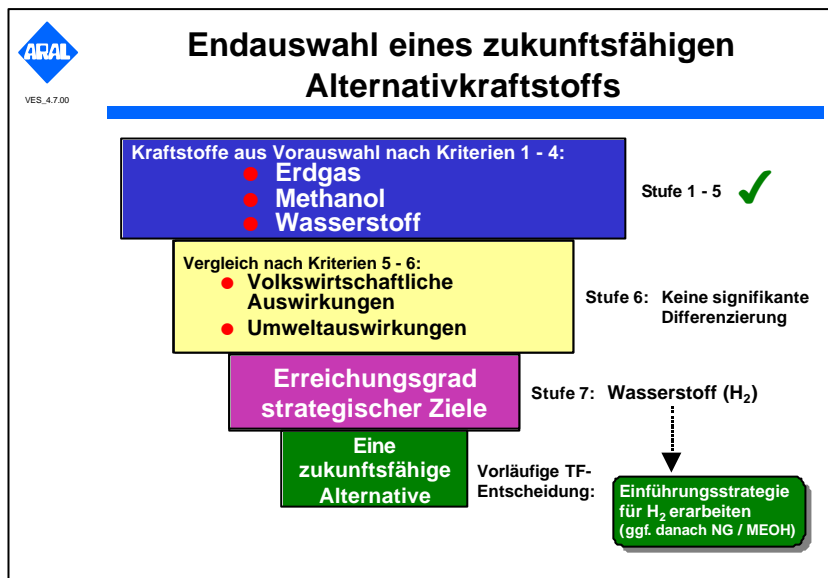 ARAL
VES_4.7.00
Endauswahl eines zukunftsfähigen
Alternativkraftstoffs
Kraftstoffe aus Vorauswahl nach Kriterien 1 - 4:
● Erdgas
● Methanol
● Wasserstoff
Stufe 1 - 5 ✓
Vergleich nach Kriterien 5 - 6:
● Volkswirtschaftliche
Auswirkungen
● Umweltauswirkungen
Stufe 6: Keine signifikante
Differenzierung
Erreichungsgrad
strategischer Ziele
Stufe 7: Wasserstoff (H₂)
Eine
zukunftsfähige
Alternative
Vorläufige TF-
Entscheidung:
Einführungsstrategie
für H₂ erarbeiten
(ggf. danach NG / MEOH)